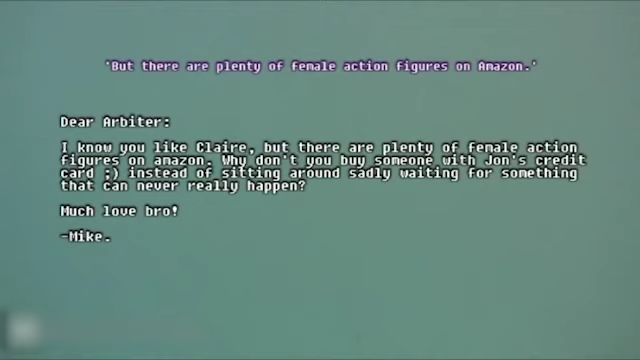 'But there are plenty of female action figures on Amazon.'
Dear Arbiter:
I know you like Claire, but there are plenty of female action
figures on amazon. Why don't you buy someone with Jon's credit
card ;) instead of sitting around sadly waiting for something
that can never really happen?
Much love bro!
-Mike.